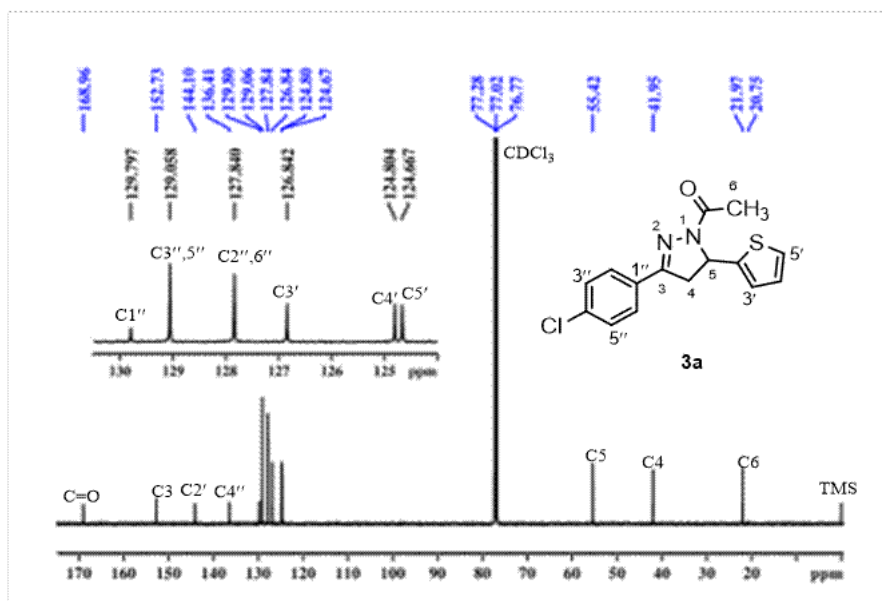 168.96
152.73
144.10
136.41
129.80
129.06
127.84
126.84
124.80
124.67
77.28
77.02
76.77
55.42
41.95
21.97
20.75
129.797
129.058
127.840
126.842
124.804
124.667
CDCl3
O
6
CH3
1
N
2
N
S
5'
3''
1''
5
3
4
3'
Cl
5''
3a
C3'',5''
C2'',6''
C1''
C3'
C4'
C5'
130 129 128 127 126 125 ppm
C=O
C3
C2'
C4''
C5
C4
C6
TMS
170 160 150 140 130 120 110 100 90 80 70 60 50 40 30 20 ppm